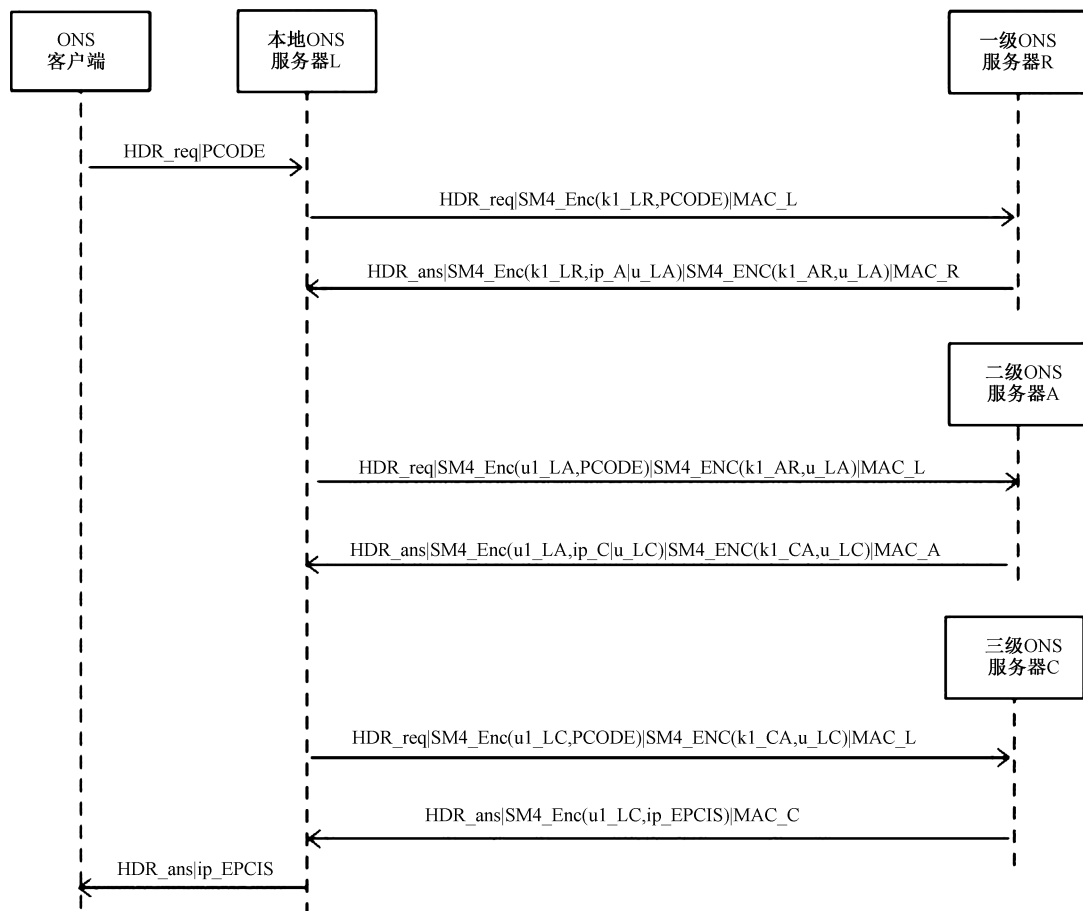 ONS
客户端
本地ONS
服务器L
一级ONS
服务器R
HDR_req|PCODE
HDR_req|SM4_Enc(k1_LR,PCODE)|MAC_L
HDR_ans|SM4_Enc(k1_LR,ip_A|u_LA)|SM4_ENC(k1_AR,u_LA)|MAC_R
二级ONS
服务器A
HDR_req|SM4_Enc(u1_LA,PCODE)|SM4_ENC(k1_AR,u_LA)|MAC_L
HDR_ans|SM4_Enc(u1_LA,ip_C|u_LC)|SM4_ENC(k1_CA,u_LC)|MAC_A
三级ONS
服务器C
HDR_req|SM4_Enc(u1_LC,PCODE)|SM4_ENC(k1_CA,u_LC)|MAC_L
HDR_ans|SM4_Enc(u1_LC,ip_EPCIS)|MAC_C
HDR_ans|ip_EPCIS